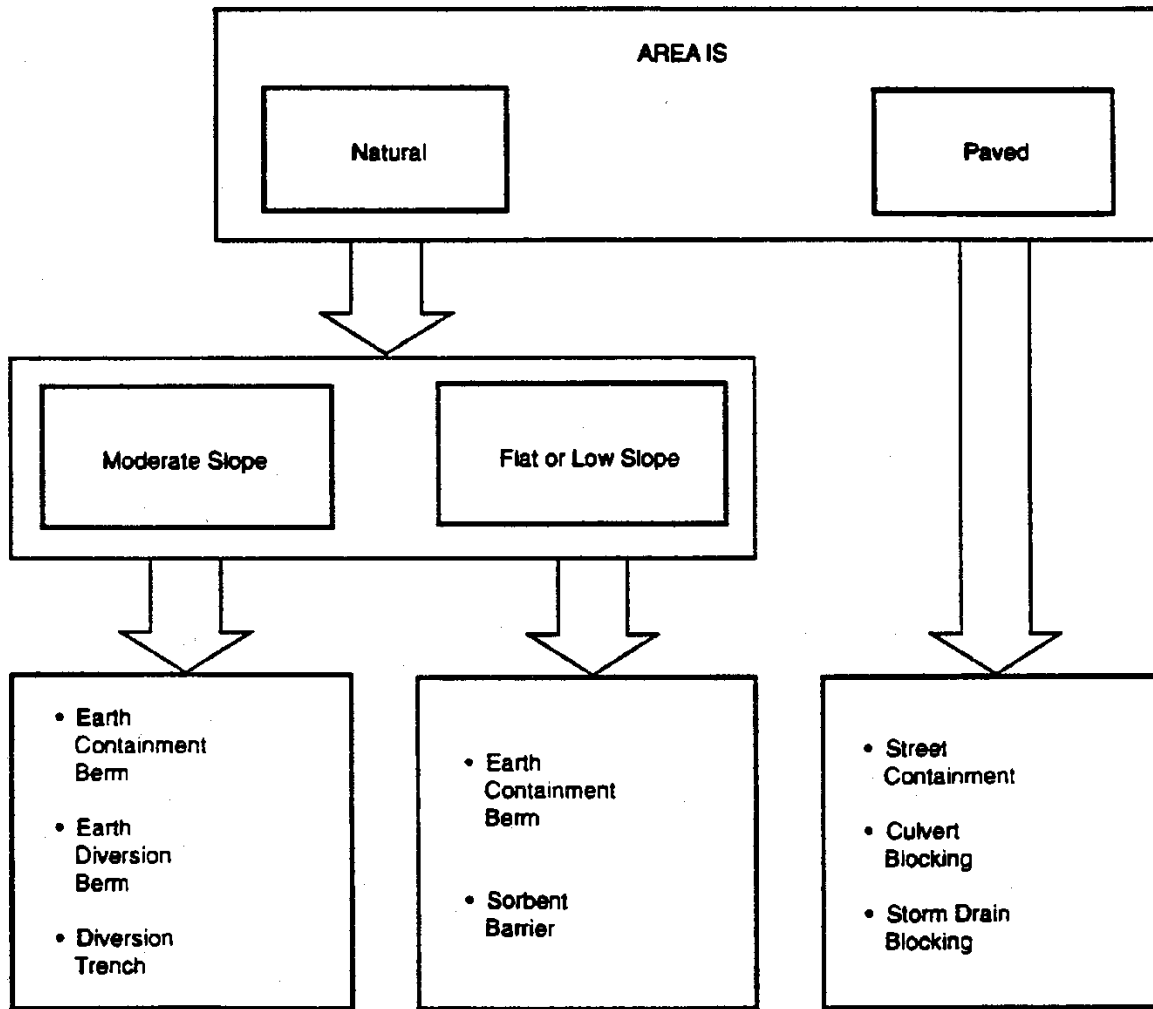 AREA IS
Natural
Paved
Moderate Slope
Flat or Low Slope
• Earth
Containment
Berm
• Earth
Diversion
Berm
• Diversion
Trench
• Earth
Containment
Berm
• Sorbent
Barrier
• Street
Containment
• Culvert
Blocking
• Storm Drain
Blocking